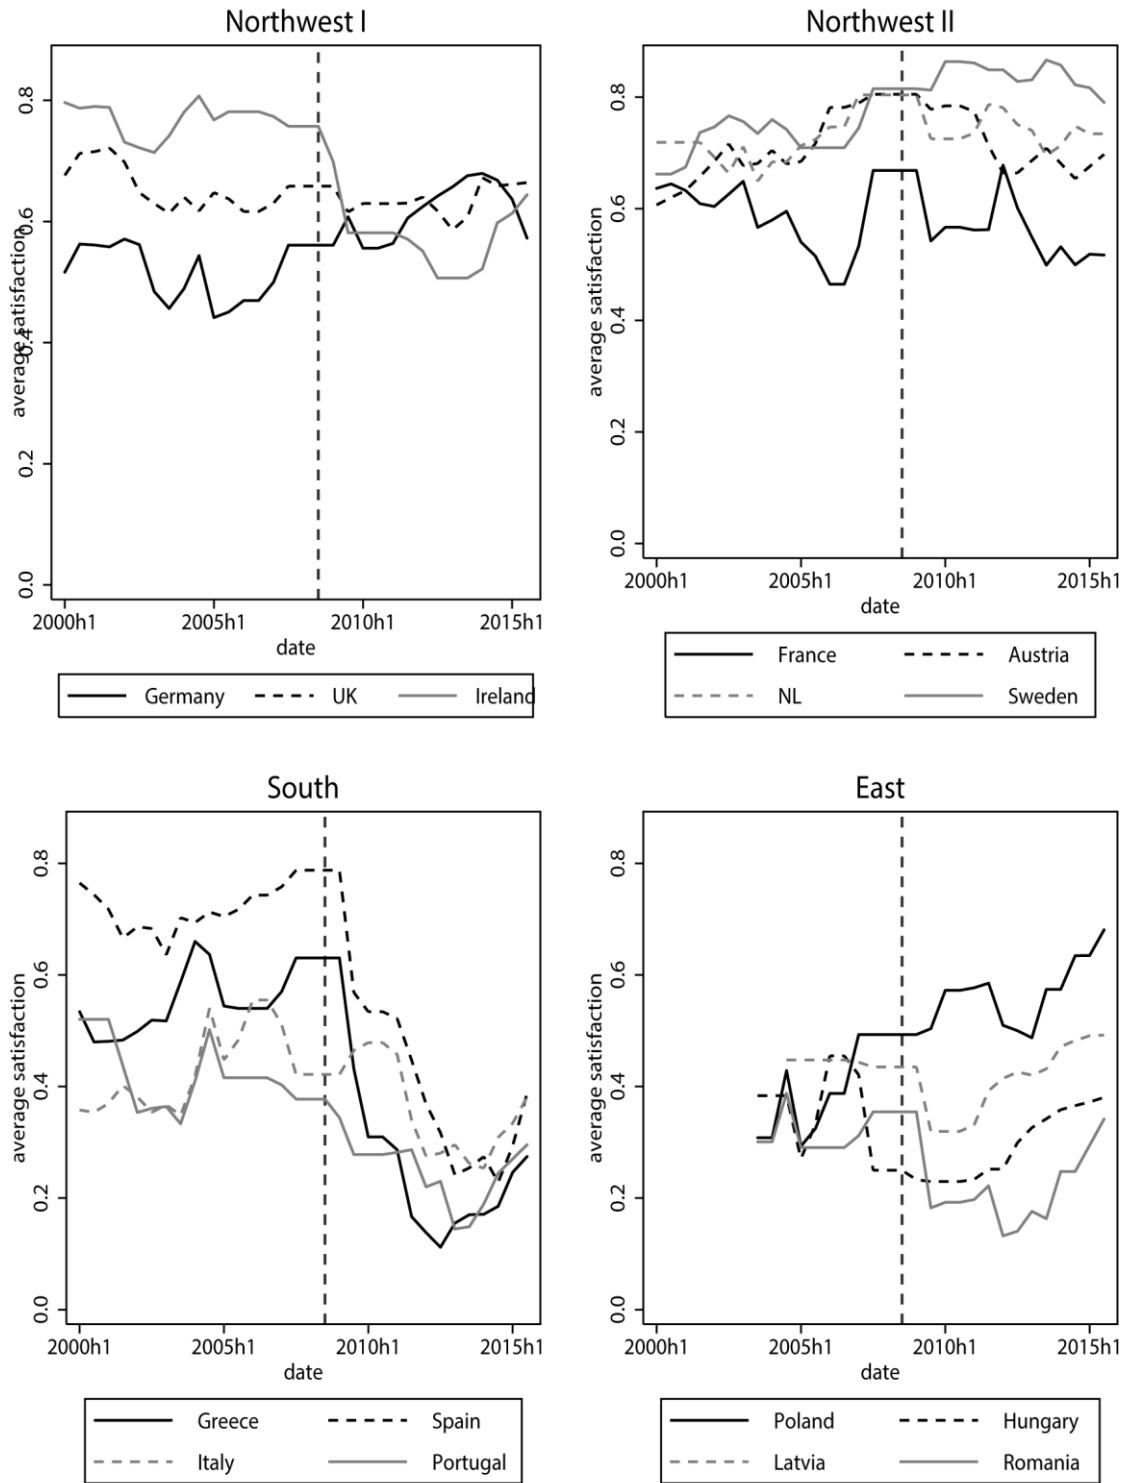 Northwest I
average satisfaction
0.8
0.6
0.4
0.2
0.0
2000h1 2005h1 2010h1 2015h1
date
Germany UK Ireland
Northwest II
average satisfaction
0.8
0.6
0.4
0.2
0.0
2000h1 2005h1 2010h1 2015h1
date
France Austria
NL Sweden
South
average satisfaction
0.8
0.6
0.4
0.2
0.0
2000h1 2005h1 2010h1 2015h1
date
Greece Spain
Italy Portugal
East
average satisfaction
0.8
0.6
0.4
0.2
0.0
2000h1 2005h1 2010h1 2015h1
date
Poland Hungary
Latvia Romania